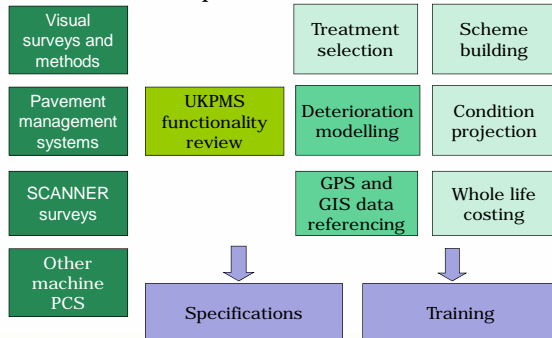 Visual
surveys and
methods
Treatment
selection
Scheme
building
Pavement
management
systems
UKPMS
functionality
review
Deterioration
modelling
Condition
projection
SCANNER
surveys
GPS and
GIS data
referencing
Whole life
costing
Other
machine
PCS
Specifications
Training